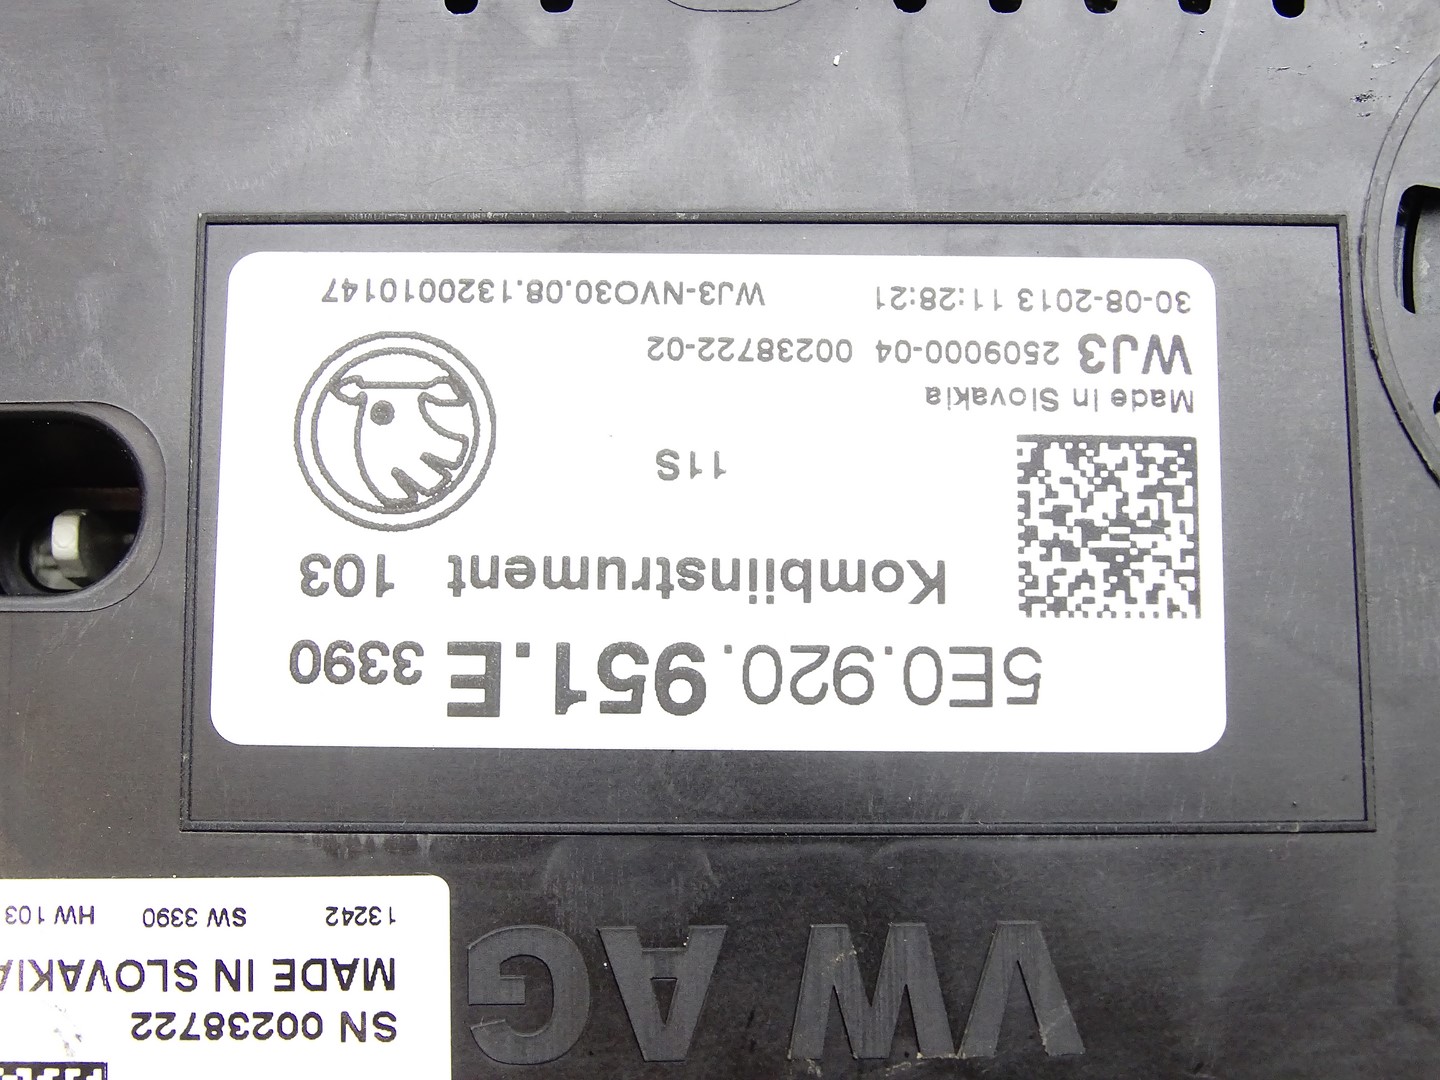 SN 00238722
MADE IN SLOVAKIA
13242 SW 3390 HW 103
VW AG
5E0.920.951.E 3390
Kombiinstrument 103
11S
Made in Slovakia
WJ3 2509000-04 00238722-02
30-08-2013 11:28:21 WJ3-NVO30.08.1320010147